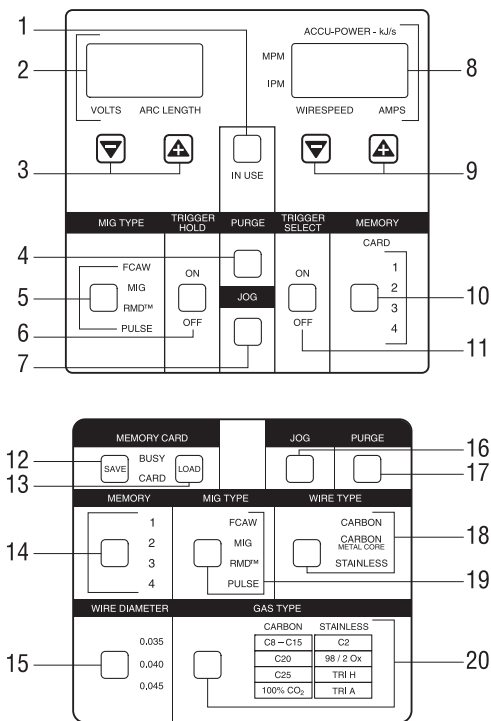 ACCU-POWER - kJ/s
1
2
MPM
IPM
8
VOLTS ARC LENGTH
WIRESPEED AMPS
3
IN USE
9
MIG TYPE
TRIGGER HOLD
PURGE
TRIGGER SELECT
MEMORY
CARD
4
FCAW
MIG
RMD™
PULSE
5
ON
OFF
6
JOG
7
ON
OFF
1
2
3
4
10
11
MEMORY CARD
JOG
PURGE
12
SAVE
BUSY
CARD
LOAD
13
16
17
MEMORY
MIG TYPE
WIRE TYPE
14
1
2
3
4
FCAW
MIG
RMD™
PULSE
CARBON
CARBON
METAL CORE
STAINLESS
18
19
WIRE DIAMETER
GAS TYPE
15
0.035
0.040
0,045
CARBON STAINLESS
C8 – C15 C2
C20 98 / 2 Ox
C25 TRI H
100% CO₂ TRI A
20